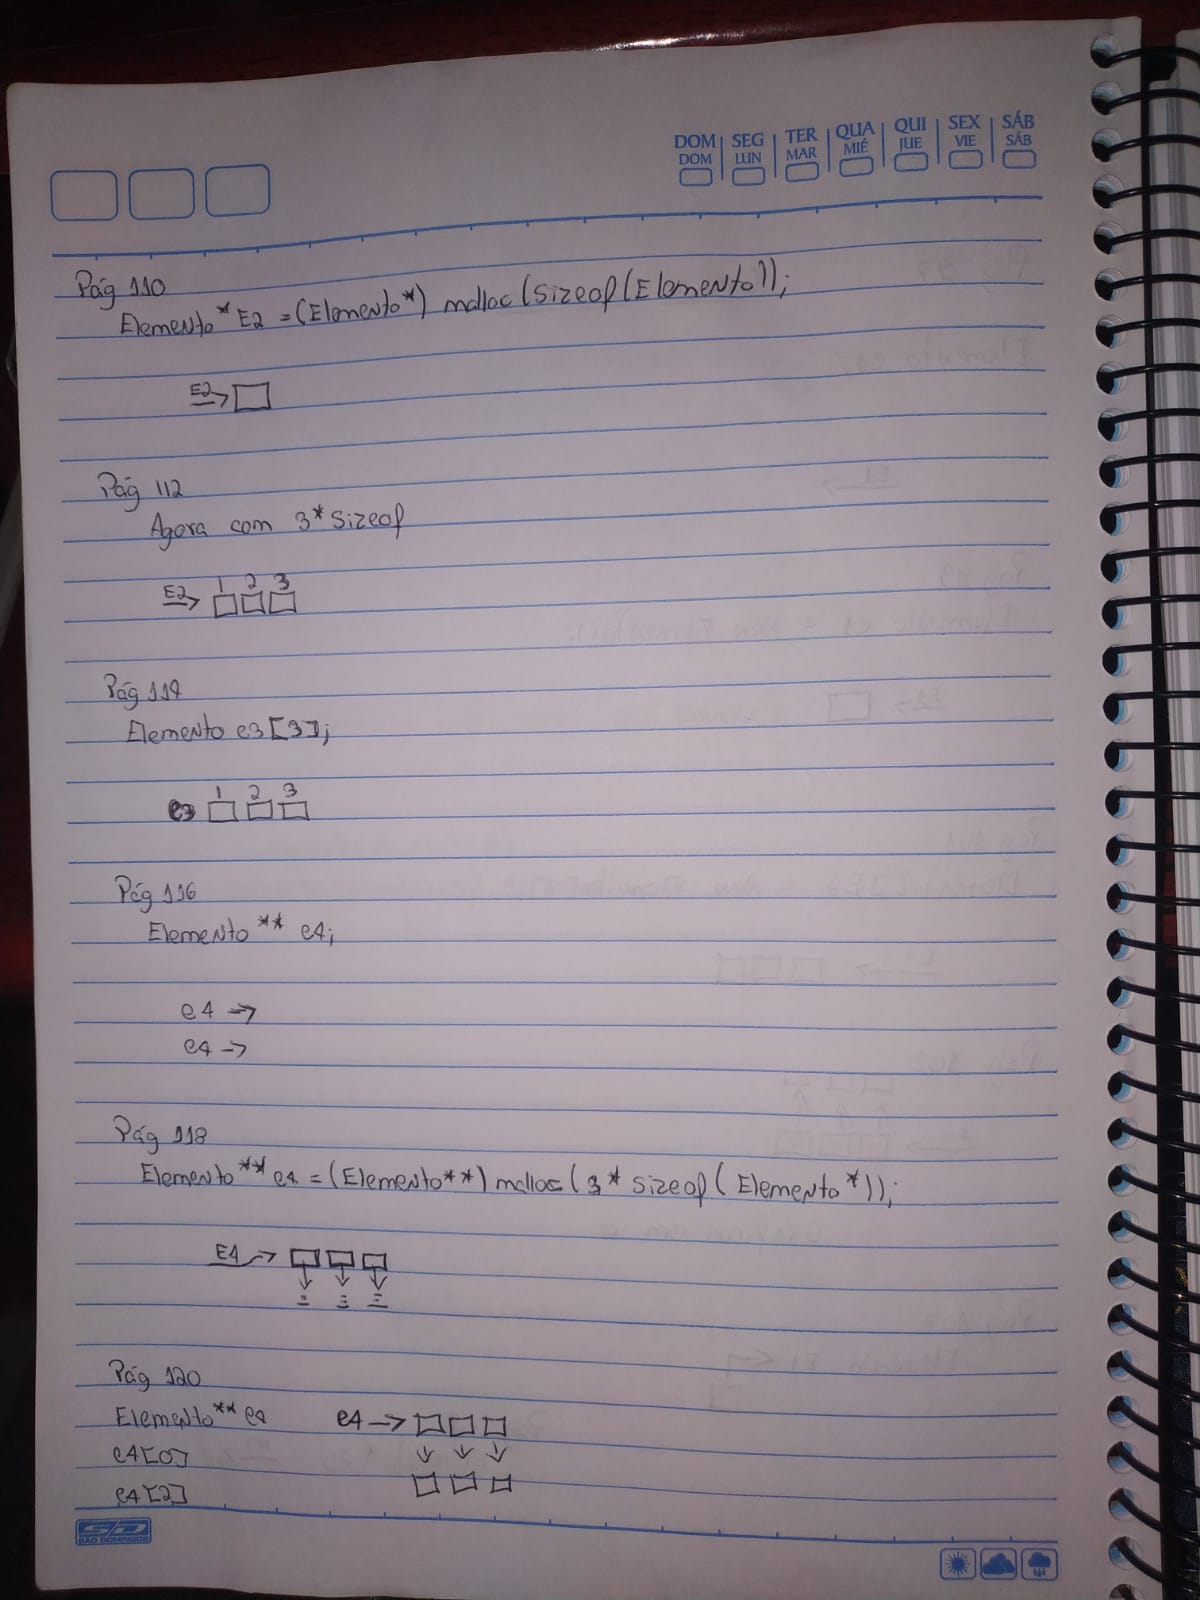 DOM SEG TER QUA QUI SEX SÁB
DOM LUN MAR MIÉ JUE VIE SÁB
Pág 110
Elemento * E2 = (Elemento*) malloc (sizeof (Elemento));
E2
Pág 112
Agora com 3* sizeof
E2 1 2 3
Pág 114
Elemento e3[3];
e3 1 2 3
Pág 116
Elemento ** e4;
e4 →
e4 →
Pág 118
Elemento ** e4 = (Elemento**) malloc (3* sizeof (Elemento *));
E4 →
Pág 120
Elemento** e4 e4 →
e4[0]
e4[2]
SD
SÃO DOMINGOS